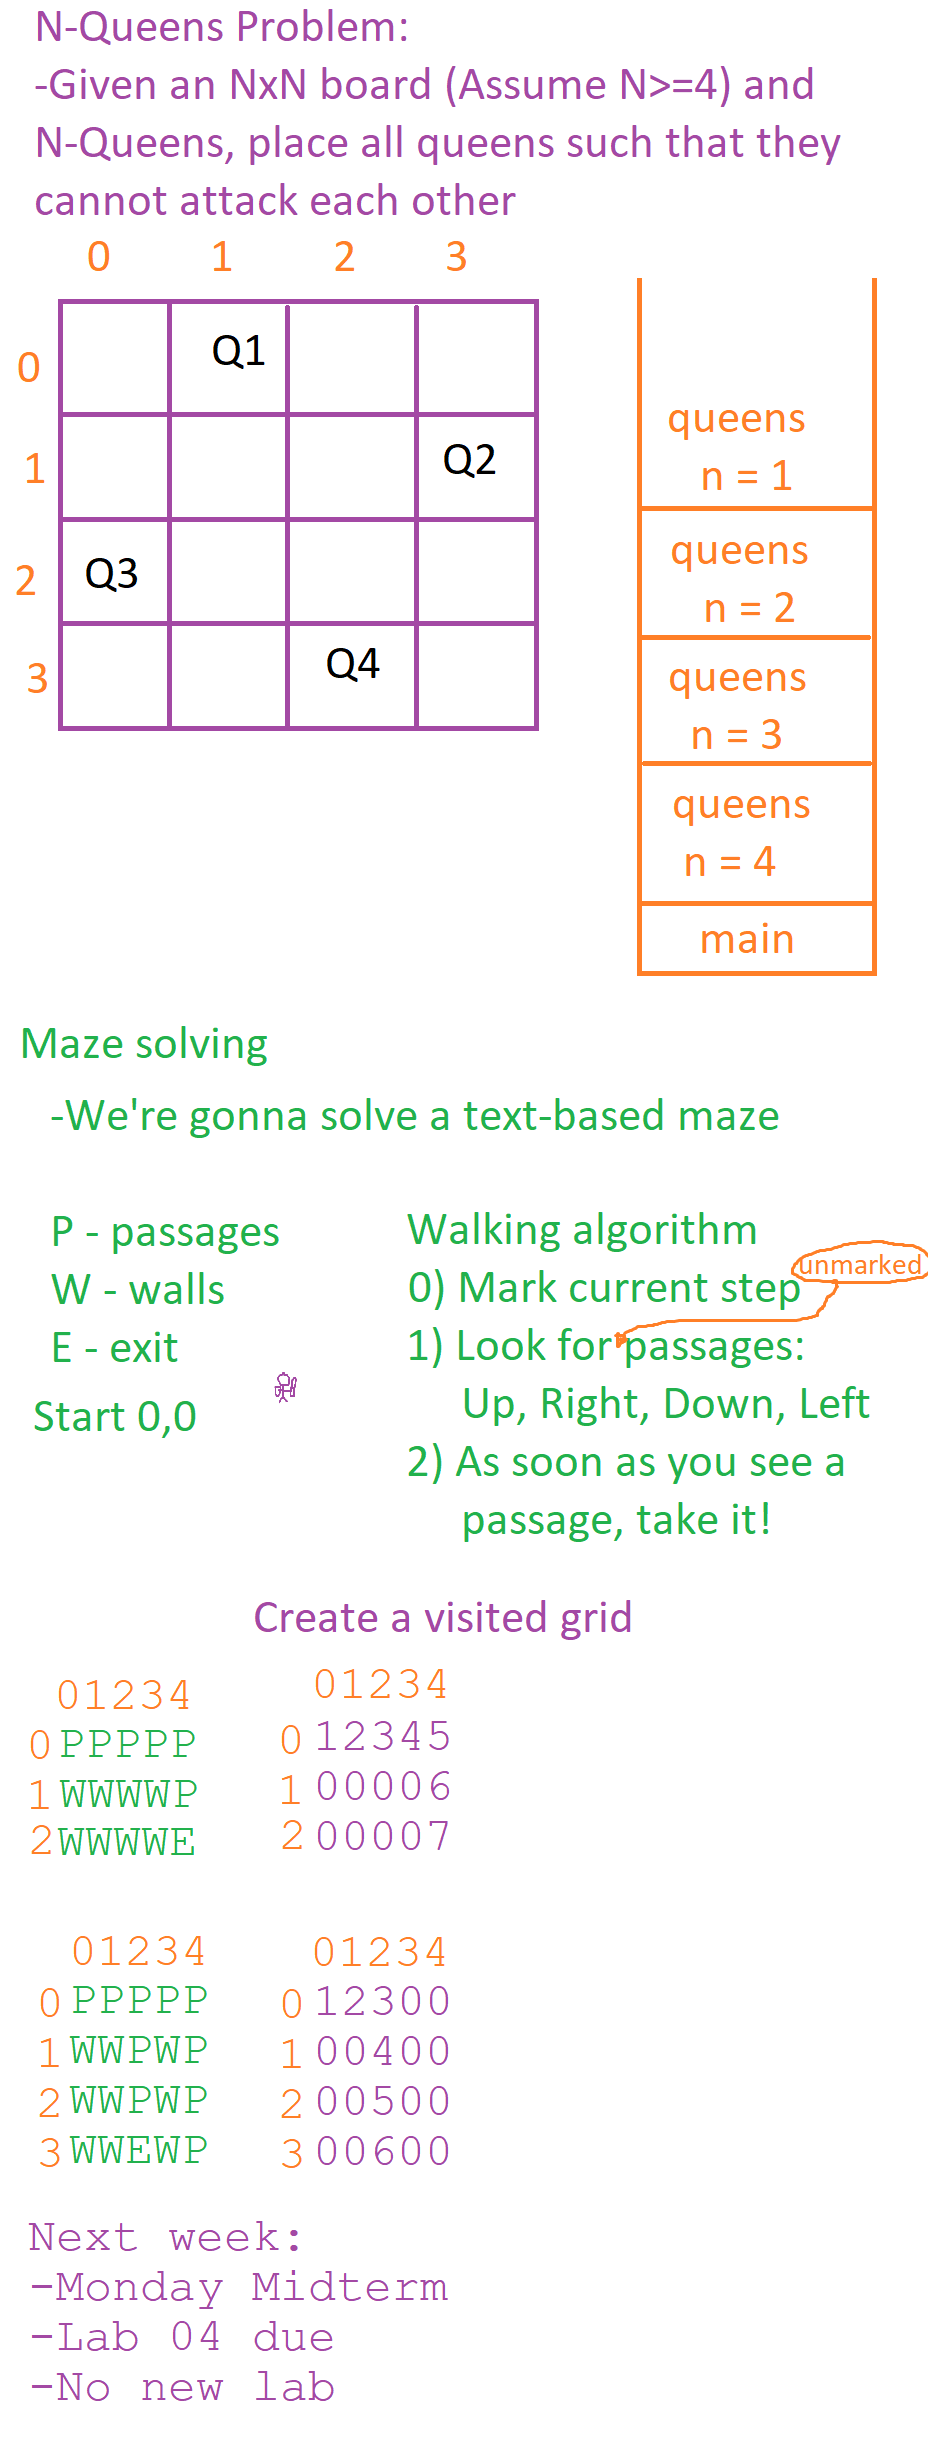 N-Queens Problem:
-Given an NxN board (Assume N>=4) and
N-Queens, place all queens such that they
cannot attack each other
0 1 2 3
0 Q1
1 Q2
2 Q3
3 Q4
queens
n = 1
queens
n = 2
queens
n = 3
queens
n = 4
main
Maze solving
-We're gonna solve a text-based maze
P - passages
W - walls
E - exit
Start 0,0
Walking algorithm
unmarked
0) Mark current step
1) Look for passages:
Up, Right, Down, Left
2) As soon as you see a
passage, take it!
Create a visited grid
01234
0 PPPPP
1 WWWWP
2 WWWWE
01234
0 12345
1 00006
2 00007
01234
0 PPPPP
1 WWPWP
2 WWPWP
3 WWEWP
01234
0 12300
1 00400
2 00500
3 00600
Next week:
-Monday Midterm
-Lab 04 due
-No new lab